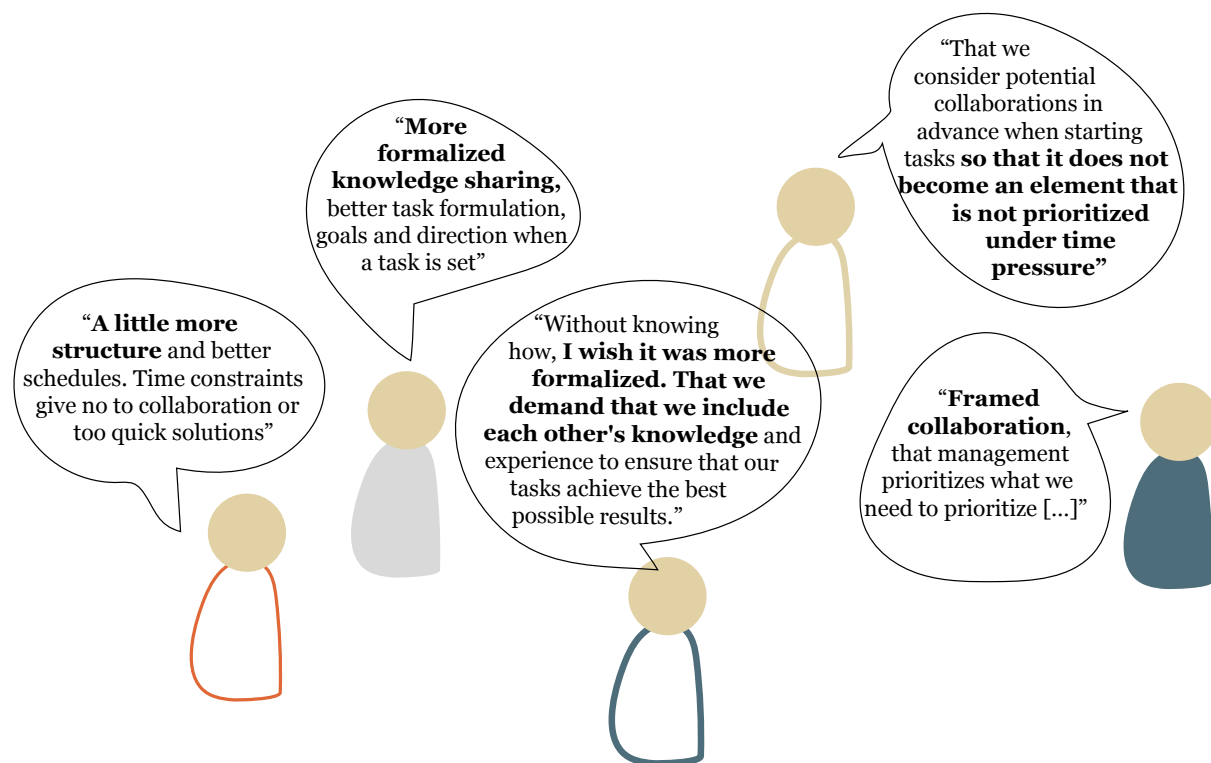 “A little more
structure and better
schedules. Time constraints
give no to collaboration or
too quick solutions”
“More
formalized
knowledge sharing,
better task formulation,
goals and direction when
a task is set”
“Without knowing
how, I wish it was more
formalized. That we
demand that we include
each other's knowledge and
experience to ensure that our
tasks achieve the best
possible results.”
“That we
consider potential
collaborations in
advance when starting
tasks so that it does not
become an element that
is not prioritized
under time
pressure”
“Framed
collaboration,
that management
prioritizes what we
need to prioritize [...]”